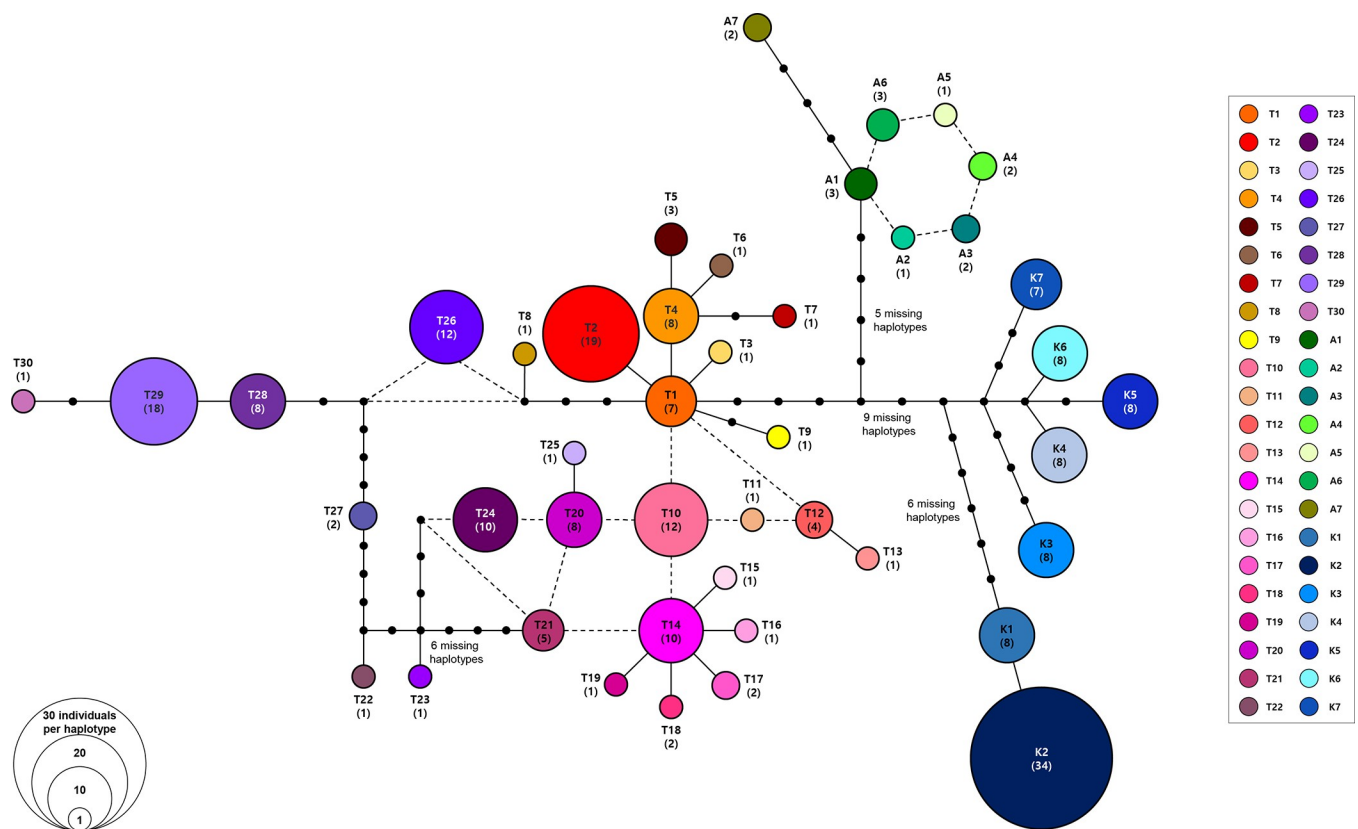 A7
(2)
A6
(3)
A5
(1)
A4
(2)
A1
(3)
A2
(1)
A3
(2)
5 missing
haplotypes
T5
(3)
T6
(1)
T4
(8)
T7
(1)
T26
(12)
T8
(1)
T2
(19)
T3
(1)
T30
(1)
T29
(18)
T28
(8)
T1
(7)
T9
(1)
9 missing
haplotypes
K7
(7)
K6
(8)
K5
(8)
K4
(8)
K3
(8)
6 missing
haplotypes
K1
(8)
K2
(34)
T25
(1)
T27
(2)
T24
(10)
T20
(8)
T10
(12)
T11
(1)
T12
(4)
T13
(1)
T15
(1)
T21
(5)
T14
(10)
T16
(1)
6 missing
haplotypes
T22
(1)
T23
(1)
T19
(1)
T18
(2)
T17
(2)
30 individuals
per haplotype
20
10
1
T1 T23
T2 T24
T3 T25
T4 T26
T5 T27
T6 T28
T7 T29
T8 T30
T9 A1
T10 A2
T11 A3
T12 A4
T13 A5
T14 A6
T15 A7
T16 K1
T17 K2
T18 K3
T19 K4
T20 K5
T21 K6
T22 K7